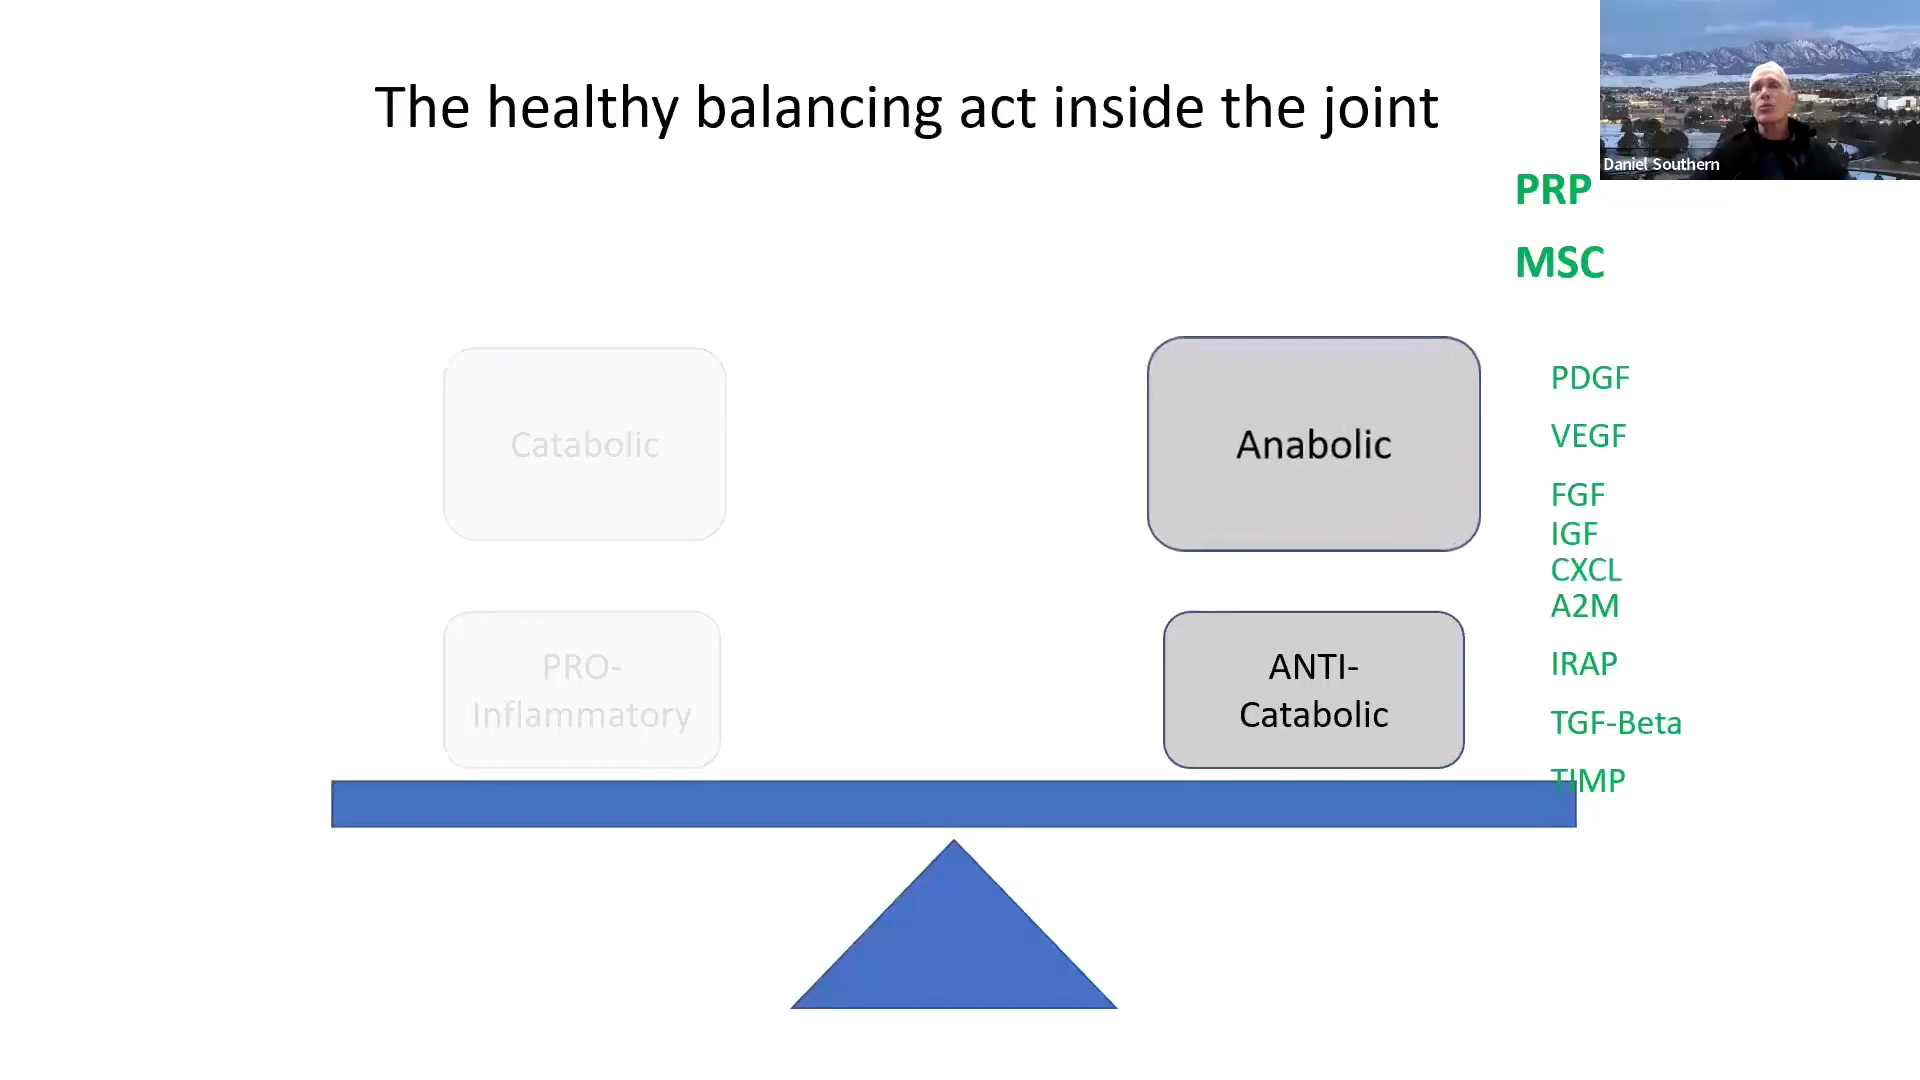 The healthy balancing act inside the joint
Daniel Southern
PRP
MSC
Catabolic
Anabolic
PDGF
VEGF
FGF
IGF
CXCL
A2M
PRO-
Inflammatory
ANTI-
Catabolic
IRAP
TGF-Beta
TIMP